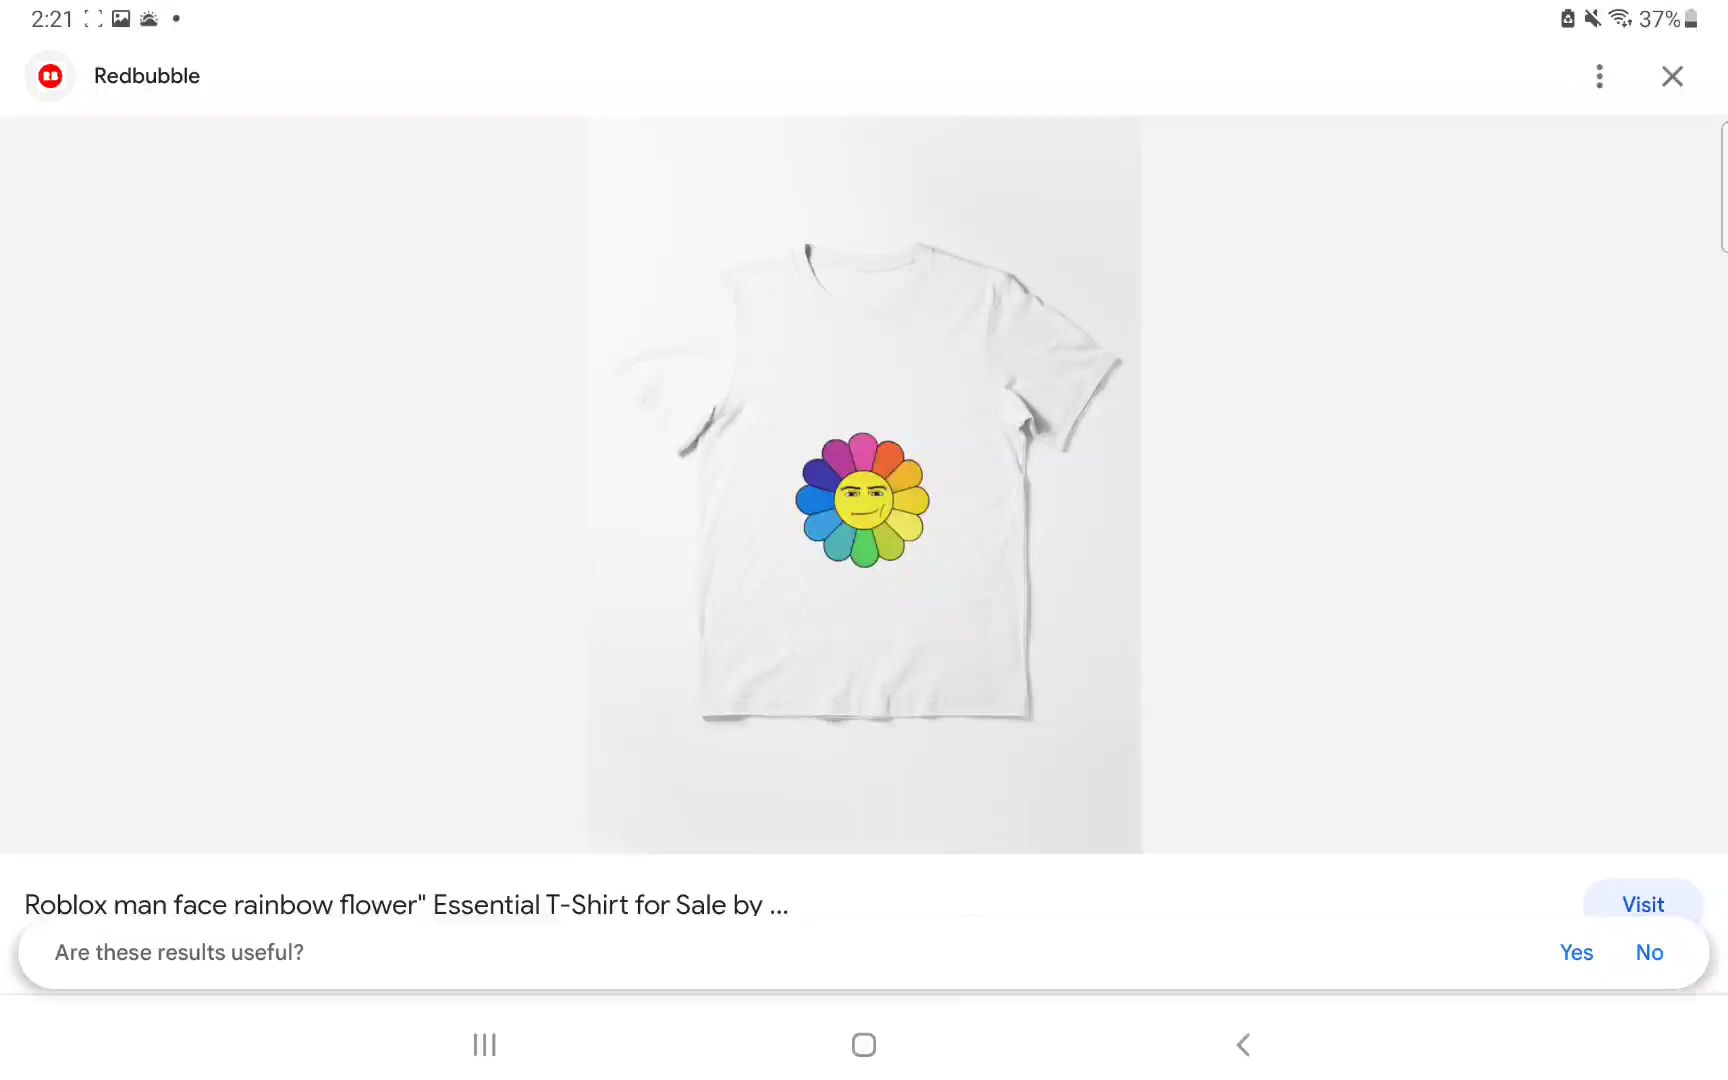 2:21
37%
RB Redbubble
Roblox man face rainbow flower" Essential T-Shirt for Sale by ...
Visit
Are these results useful?
Yes No